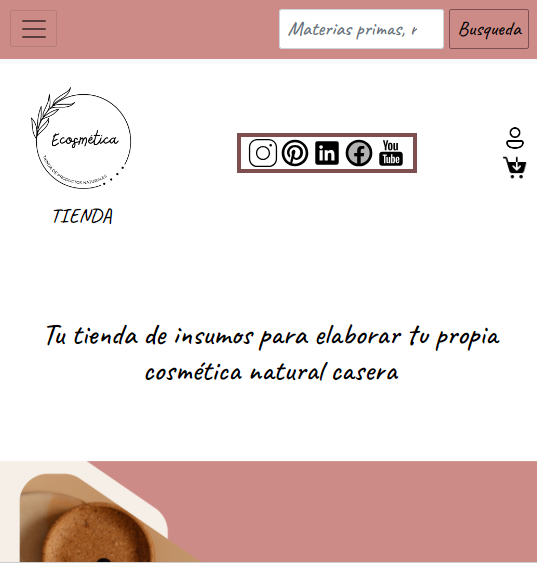 Materias primas, r
Busqueda
Ecosmética
TIENDA DE PRODUCTOS NATURALES
in
You
Tube
TIENDA
Tu tienda de insumos para elaborar tu propia
cosmética natural casera